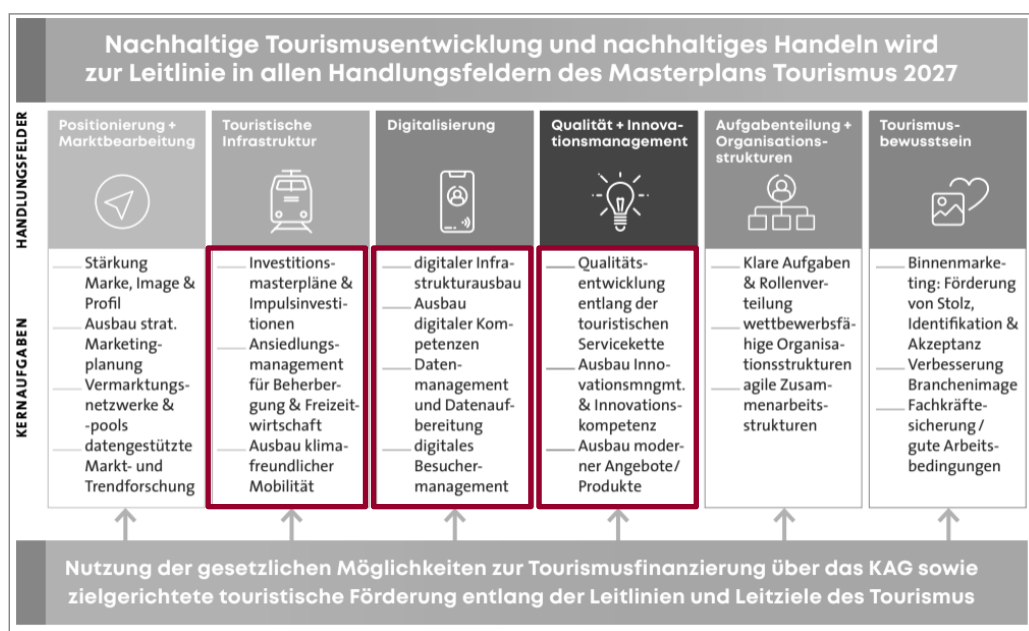 Nachhaltige Tourismusentwicklung und nachhaltiges Handeln wird
zur Leitlinie in allen Handlungsfeldern des Masterplans Tourismus 2027
HANDLUNGSFELDER
Positionierung +
Marktbearbeitung
Touristische
Infrastruktur
Digitalisierung
Qualität + Innova-
tionsmanagement
Aufgabenteilung +
Organisations-
strukturen
Tourismus-
bewusstsein
KERNAUFGABEN
Stärkung
Marke, Image &
Profil
Ausbau strat.
Marketing-
planung
Vermarktungs-
netzwerke &
-pools
datengestützte
Markt- und
Trendforschung
Investitions-
masterpläne &
Impulsinvesti-
tionen
Ansiedlungs-
management
für Beherber-
gung & Freizeit-
wirtschaft
Ausbau klima-
freundlicher
Mobilität
digitaler Infra-
strukturausbau
Ausbau
digitaler Kom-
petenzen
Daten-
management
und Datenauf-
bereitung
digitales
Besucher-
management
Qualitäts-
entwicklung
entlang der
touristischen
Servicekette
Ausbau Inno-
vationsmngmt.
& Innovations-
kompetenz
Ausbau moder-
ner Angebote/
Produkte
Klare Aufgaben
& Rollenver-
teilung
wettbewerbsfä-
hige Organisa-
tionsstrukturen
agile Zusam-
menarbeits-
strukturen
Binnenmarke-
ting: Förderung
von Stolz,
Identifikation &
Akzeptanz
Verbesserung
Branchenimage
Fachkräfte-
sicherung/
gute Arbeits-
bedingungen
Nutzung der gesetzlichen Möglichkeiten zur Tourismusfinanzierung über das KAG sowie
zielgerichtete touristische Förderung entlang der Leitlinien und Leitziele des Tourismus